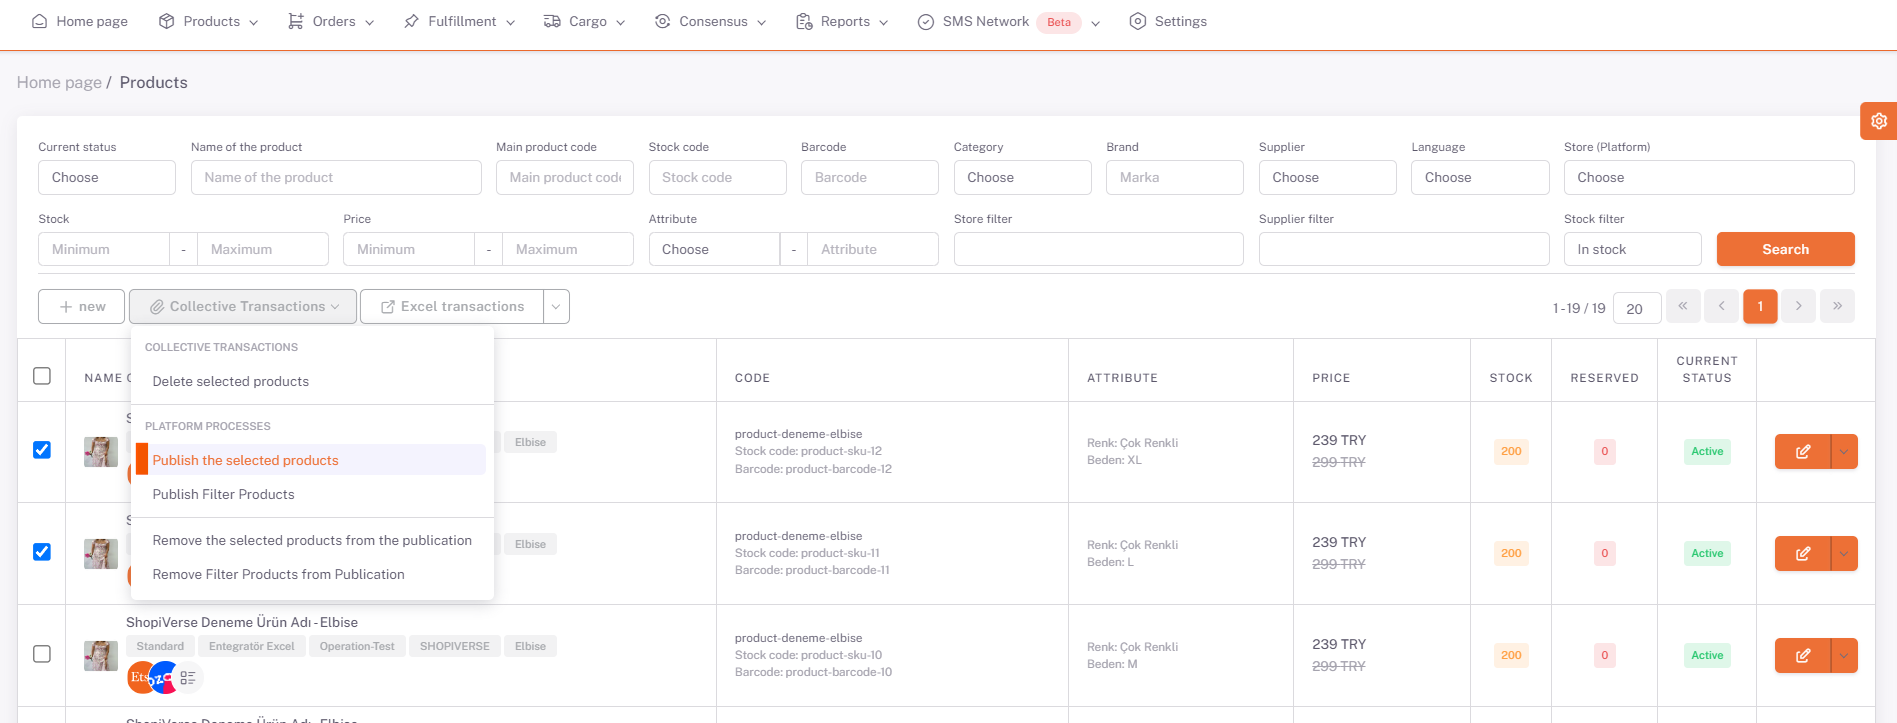 Home page Products Orders Fulfillment Cargo Consensus Reports SMS Network Beta Settings
Home page / Products
Current status Name of the product Main product code Stock code Barcode Category Brand Supplier Language Store (Platform)
Choose Name of the product Main product code Stock code Barcode Choose Marka Choose Choose Choose
Stock Price Attribute Store filter Supplier filter Stock filter
Minimum - Maximum Minimum - Maximum Choose - Attribute In stock Search
+ new Collective Transactions Excel transactions 1 - 19 / 19 20 « < 1 > »
COLLECTIVE TRANSACTIONS
Delete selected products
PLATFORM PROCESSES
Publish the selected products
Publish Filter Products
Remove the selected products from the publication
Remove Filter Products from Publication
NAME CODE ATTRIBUTE PRICE STOCK RESERVED CURRENT STATUS
Elbise
product-deneme-elbise
Stock code: product-sku-12
Barcode: product-barcode-12
Renk: Çok Renkli
Beden: XL
239 TRY
299 TRY
200 0 Active
Elbise
product-deneme-elbise
Stock code: product-sku-11
Barcode: product-barcode-11
Renk: Çok Renkli
Beden: L
239 TRY
299 TRY
200 0 Active
ShopiVerse Deneme Ürün Adı - Elbise
Standard Entegratör Excel Operation-Test SHOPIVERSE Elbise
Ets
product-deneme-elbise
Stock code: product-sku-10
Barcode: product-barcode-10
Renk: Çok Renkli
Beden: M
239 TRY
299 TRY
200 0 Active
ShopiVerse Deneme Ürün Adı - Elbise